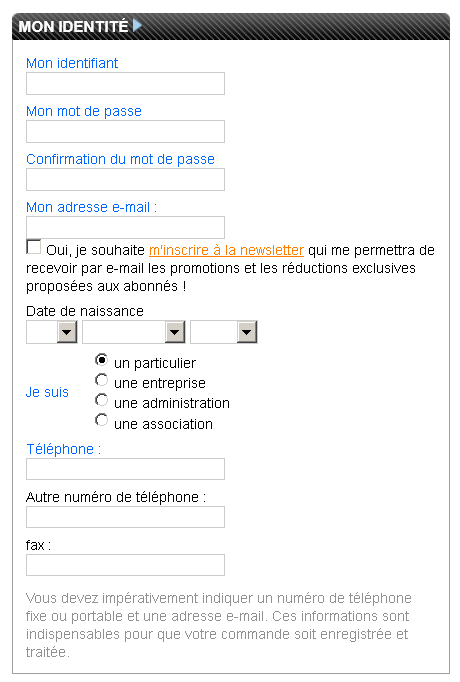 MON IDENTITÉ
Mon identifiant
Mon mot de passe
Confirmation du mot de passe
Mon adresse e-mail :
Oui, je souhaite m'inscrire à la newsletter qui me permettra de
recevoir par e-mail les promotions et les réductions exclusives
proposées aux abonnés !
Date de naissance
Je suis
un particulier
une entreprise
une administration
une association
Téléphone :
Autre numéro de téléphone :
fax :
Vous devez impérativement indiquer un numéro de téléphone
fixe ou portable et une adresse e-mail. Ces informations sont
indispensables pour que votre commande soit enregistrée et
traitée.